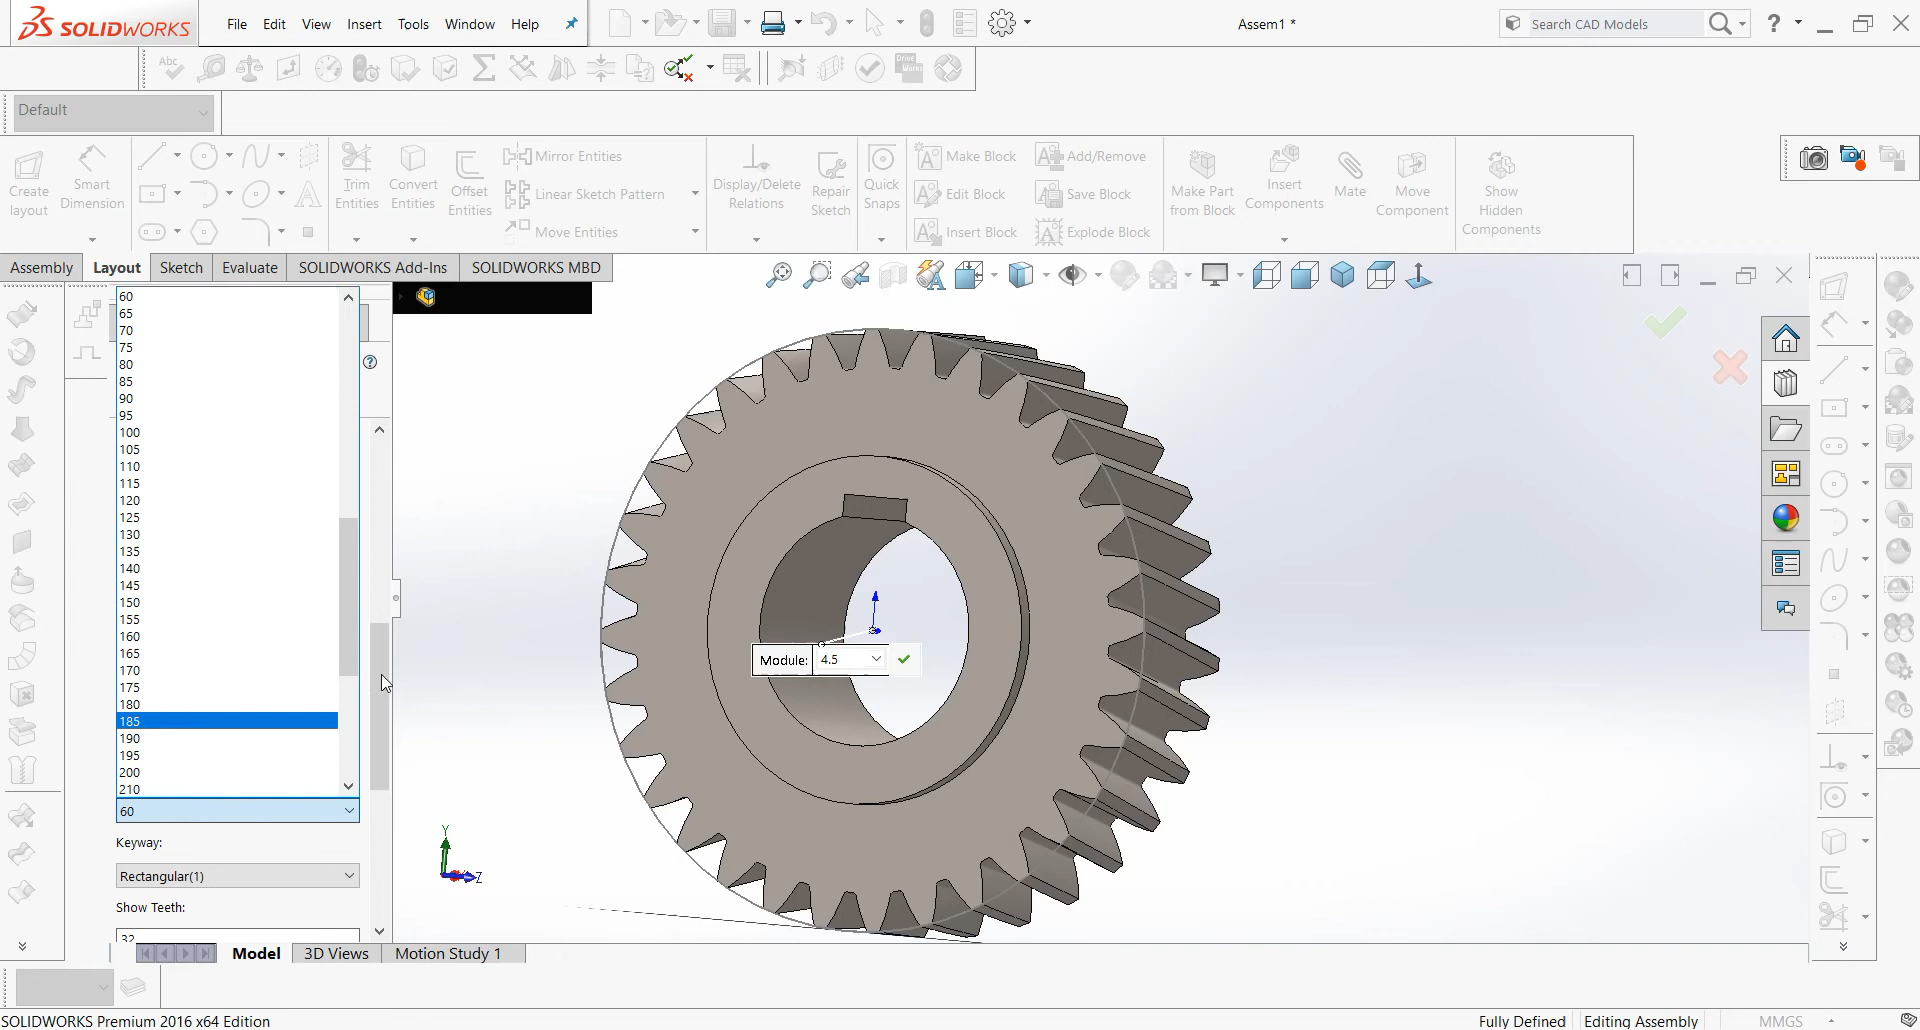 SOLIDWORKS
File
Edit
View
Insert
Tools
Window
Help
Assem1 *
Search CAD Models
?
Abc
Drive
Works
Default
Create layout
Smart Dimension
Trim Entities
Convert Entities
Offset Entities
Mirror Entities
Linear Sketch Pattern
Move Entities
Display/Delete Relations
Repair Sketch
Quick Snaps
Make Block
Edit Block
Insert Block
Add/Remove
Save Block
Explode Block
Make Part from Block
Insert Components
Mate
Move Component
Show Hidden Components
Assembly
Layout
Sketch
Evaluate
SOLIDWORKS Add-Ins
SOLIDWORKS MBD
60
65
70
75
80
85
90
95
100
105
110
115
120
125
130
135
140
145
150
155
160
165
170
175
180
185
190
195
200
210
60
Keyway:
Rectangular(1)
Show Teeth:
32
Module: 4.5
Y
Z
Model
3D Views
Motion Study 1
SOLIDWORKS Premium 2016 x64 Edition
Fully Defined
Editing Assembly
MMGS